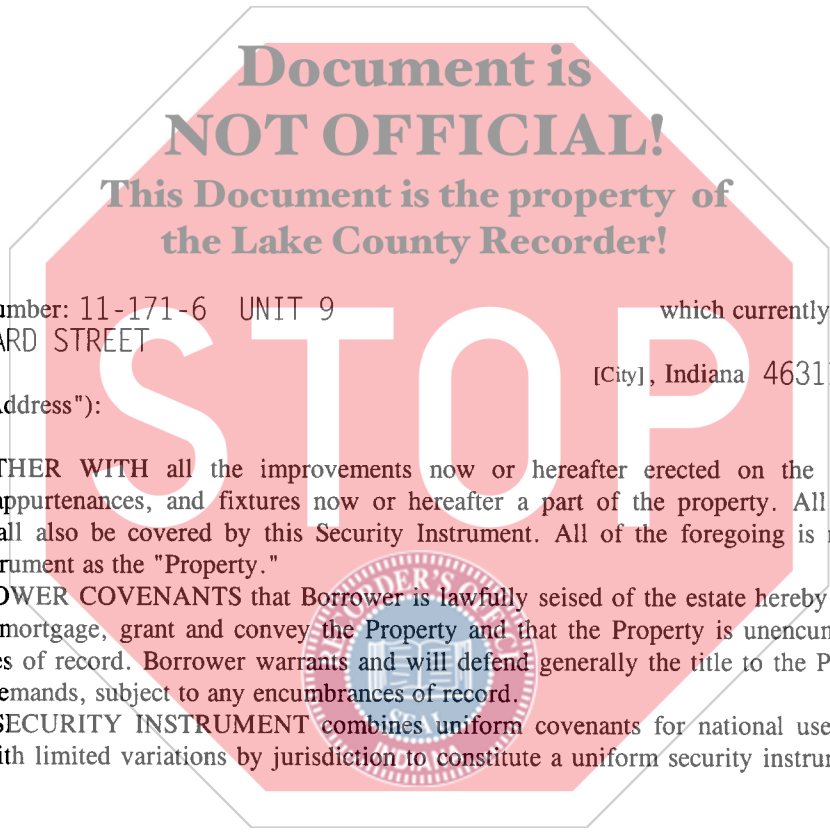 Document is
NOT OFFICIAL!
This Document is the property of
the Lake County Recorder!
umber: 11-171-6 UNIT 9 which currently
ARD STREET
[City], Indiana 4631
Address"):
STOP
THER WITH all the improvements now or hereafter erected on the
appurtenances, and fixtures now or hereafter a part of the property. All
all also be covered by this Security Instrument. All of the foregoing is
rument as the "Property."
OWER COVENANTS that Borrower is lawfully seised of the estate hereby
mortgage, grant and convey the Property and that the Property is unencum
es of record. Borrower warrants and will defend generally the title to the P
emands, subject to any encumbrances of record.
SECURITY INSTRUMENT combines uniform covenants for national use
ith limited variations by jurisdiction to constitute a uniform security instrum
RECORDER'S OFFICE
SEAL
INDIANA